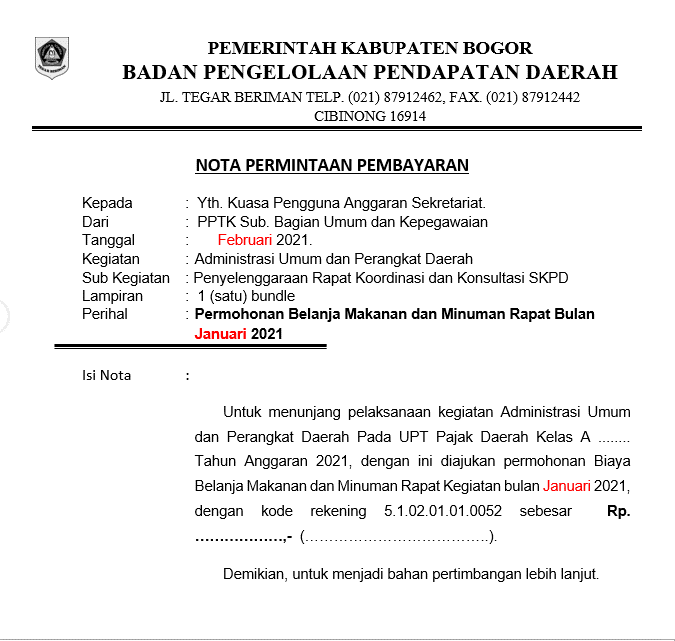 PEMERINTAH KABUPATEN BOGOR
BADAN PENGELOLAAN PENDAPATAN DAERAH
JL. TEGAR BERIMAN TELP. (021) 87912462, FAX. (021) 87912442
CIBINONG 16914
NOTA PERMINTAAN PEMBAYARAN
Kepada : Yth. Kuasa Pengguna Anggaran Sekretariat.
Dari : PPTK Sub. Bagian Umum dan Kepegawaian
Tanggal : Februari 2021.
Kegiatan : Administrasi Umum dan Perangkat Daerah
Sub Kegiatan : Penyelenggaraan Rapat Koordinasi dan Konsultasi SKPD
Lampiran : 1 (satu) bundle
Perihal : Permohonan Belanja Makanan dan Minuman Rapat Bulan
Januari 2021
Isi Nota :
Untuk menunjang pelaksanaan kegiatan Administrasi Umum
dan Perangkat Daerah Pada UPT Pajak Daerah Kelas A ........
Tahun Anggaran 2021, dengan ini diajukan permohonan Biaya
Belanja Makanan dan Minuman Rapat Kegiatan bulan Januari 2021,
dengan kode rekening 5.1.02.01.01.0052 sebesar Rp.
………………,- (………………………………..).
Demikian, untuk menjadi bahan pertimbangan lebih lanjut.